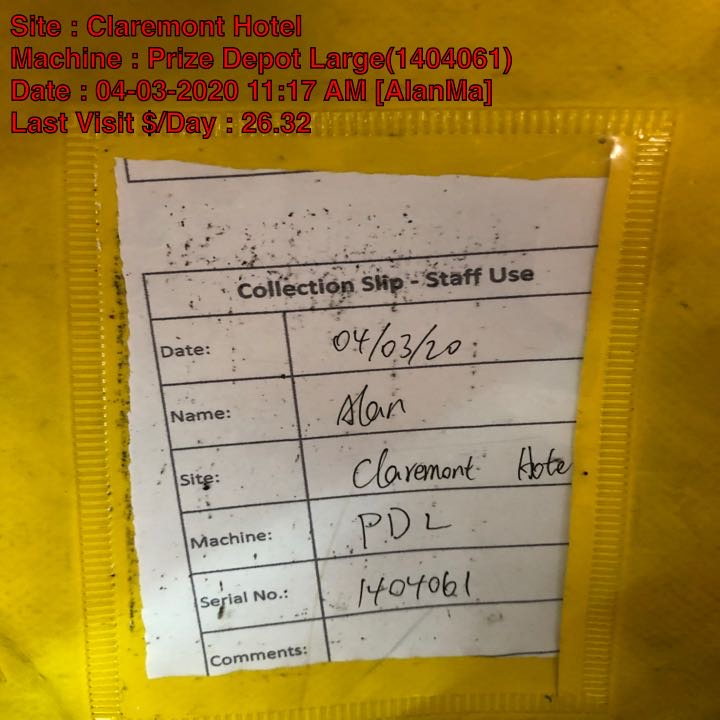 Site : Claremont Hotel
Machine : Prize Depot Large(1404061)
Date : 04-03-2020 11:17 AM [AlanMa]
Last Visit $/Day : 26.32
Collection Slip - Staff Use
Date: 04/03/20
Name: Alan
Site: Claremont Hote
Machine: PDL
Serial No.: 1404061
Comments: